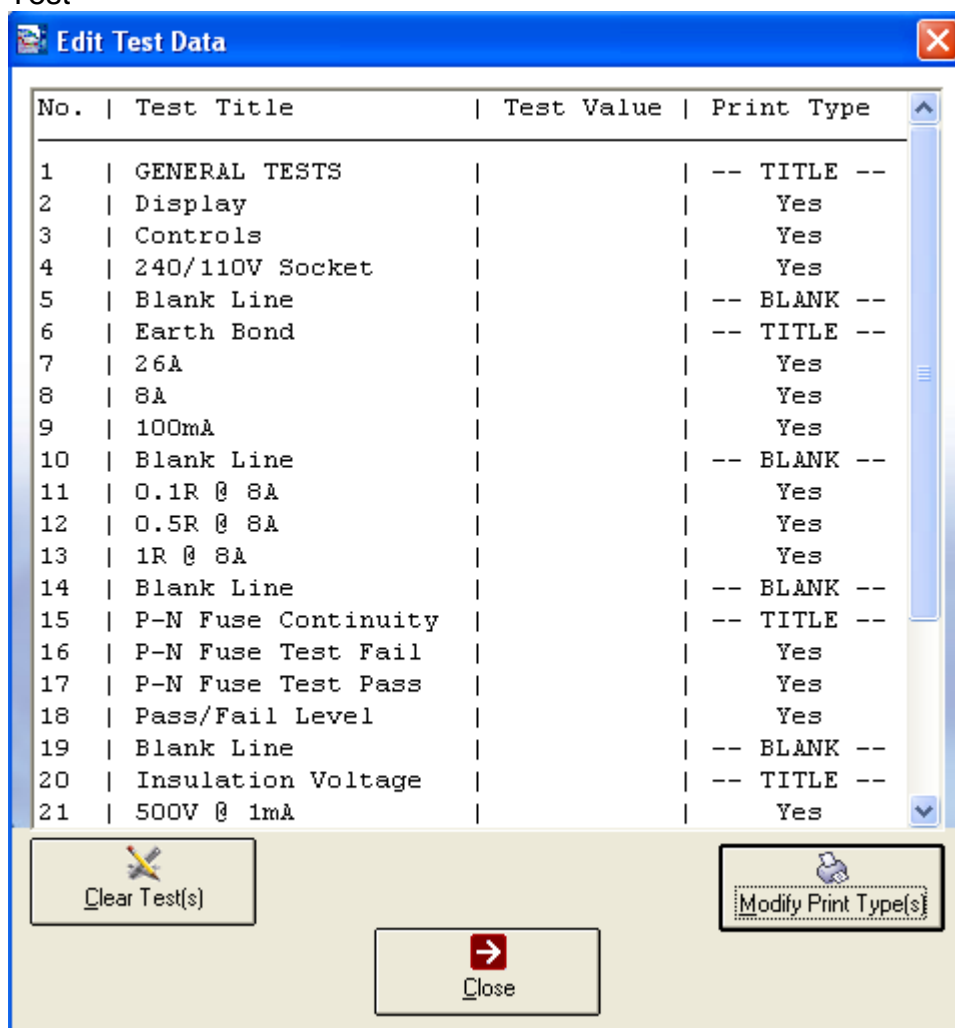 Test
Edit Test Data
No. | Test Title | Test Value | Print Type
1 | GENERAL TESTS | | -- TITLE --
2 | Display | | Yes
3 | Controls | | Yes
4 | 240/110V Socket | | Yes
5 | Blank Line | | -- BLANK --
6 | Earth Bond | | -- TITLE --
7 | 26A | | Yes
8 | 8A | | Yes
9 | 100mA | | Yes
10 | Blank Line | | -- BLANK --
11 | 0.1R @ 8A | | Yes
12 | 0.5R @ 8A | | Yes
13 | 1R @ 8A | | Yes
14 | Blank Line | | -- BLANK --
15 | P-N Fuse Continuity | | -- TITLE --
16 | P-N Fuse Test Fail | | Yes
17 | P-N Fuse Test Pass | | Yes
18 | Pass/Fail Level | | Yes
19 | Blank Line | | -- BLANK --
20 | Insulation Voltage | | -- TITLE --
21 | 500V @ 1mA | | Yes
Clear Test(s)
Modify Print Type(s)
Close